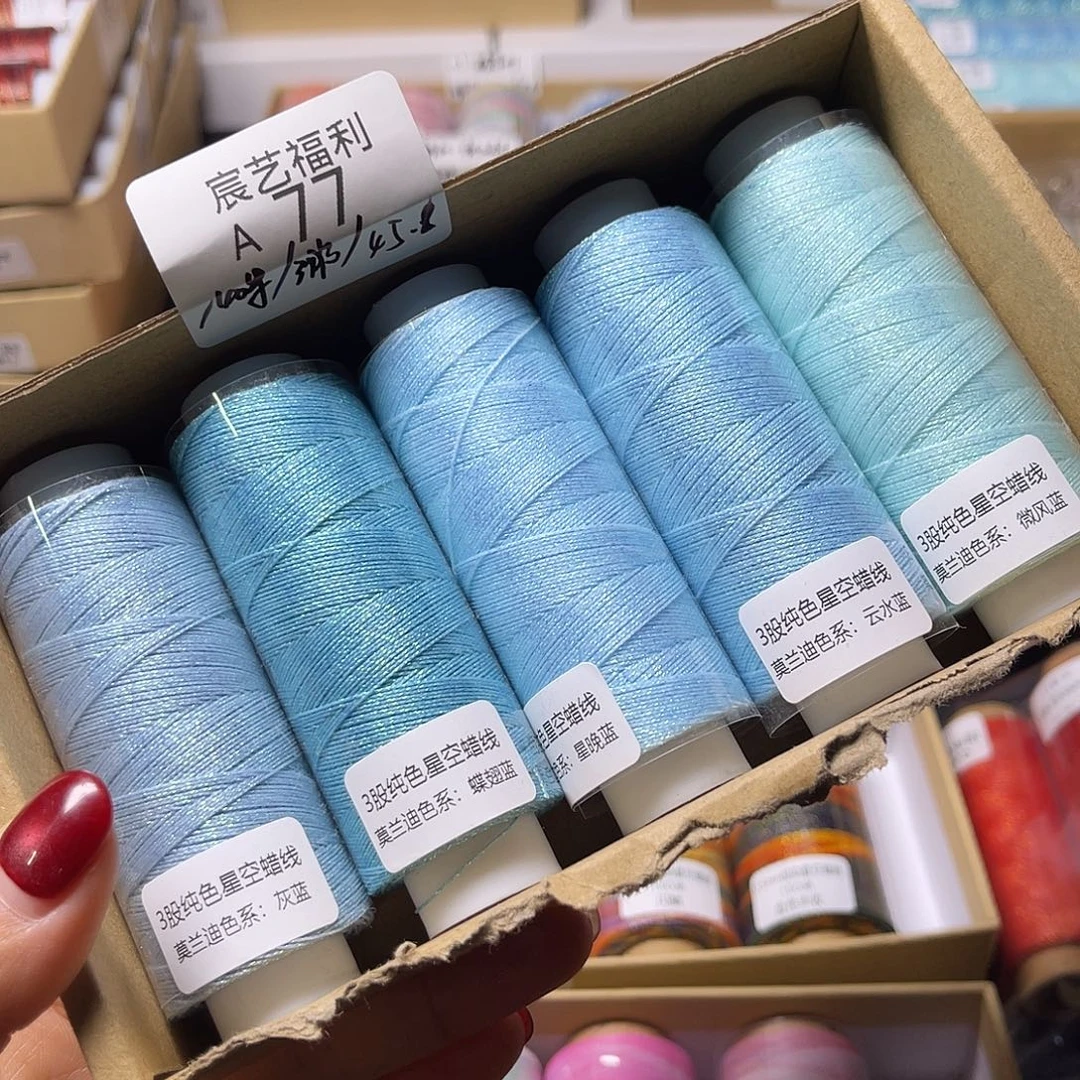 宸艺福利
A 77
3股纯色星空蜡线
莫兰迪色系：灰蓝
3股纯色星空蜡线
莫兰迪色系：蝶翅蓝
星空蜡线
色系：星晚蓝
3股纯色星空蜡线
莫兰迪色系：云水蓝
3股纯色星空蜡线
莫兰迪色系：微风蓝